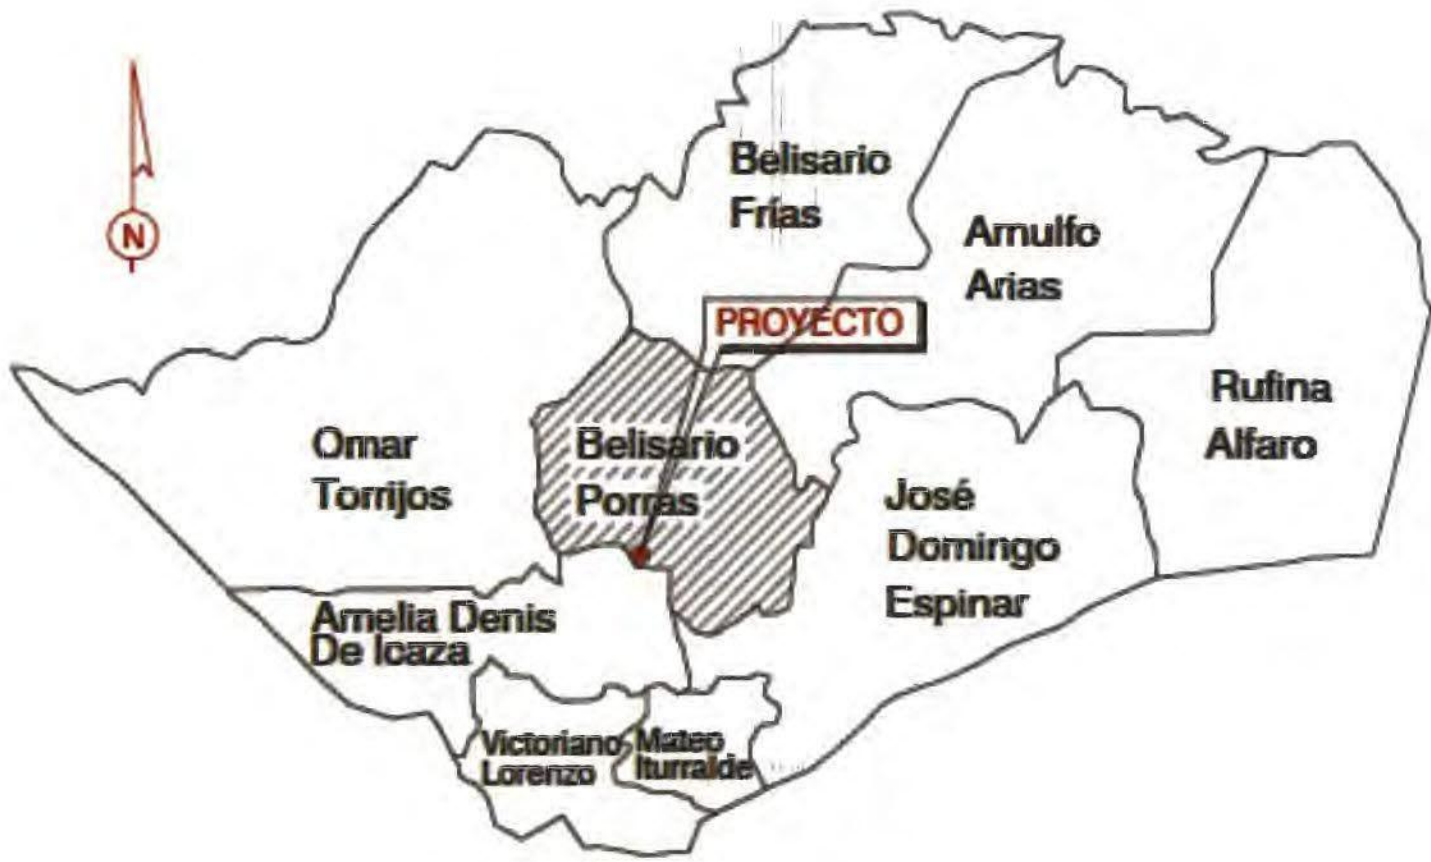 Belisario
Frías
Arnulfo
Arias
N
PROYECTO
Rufina
Alfaro
Omar
Torrijos
Belisario
Porras
José
Domingo
Espinar
Amelia Denis
De Icaza
Victoriano
Lorenzo
Mateo
Iturralde